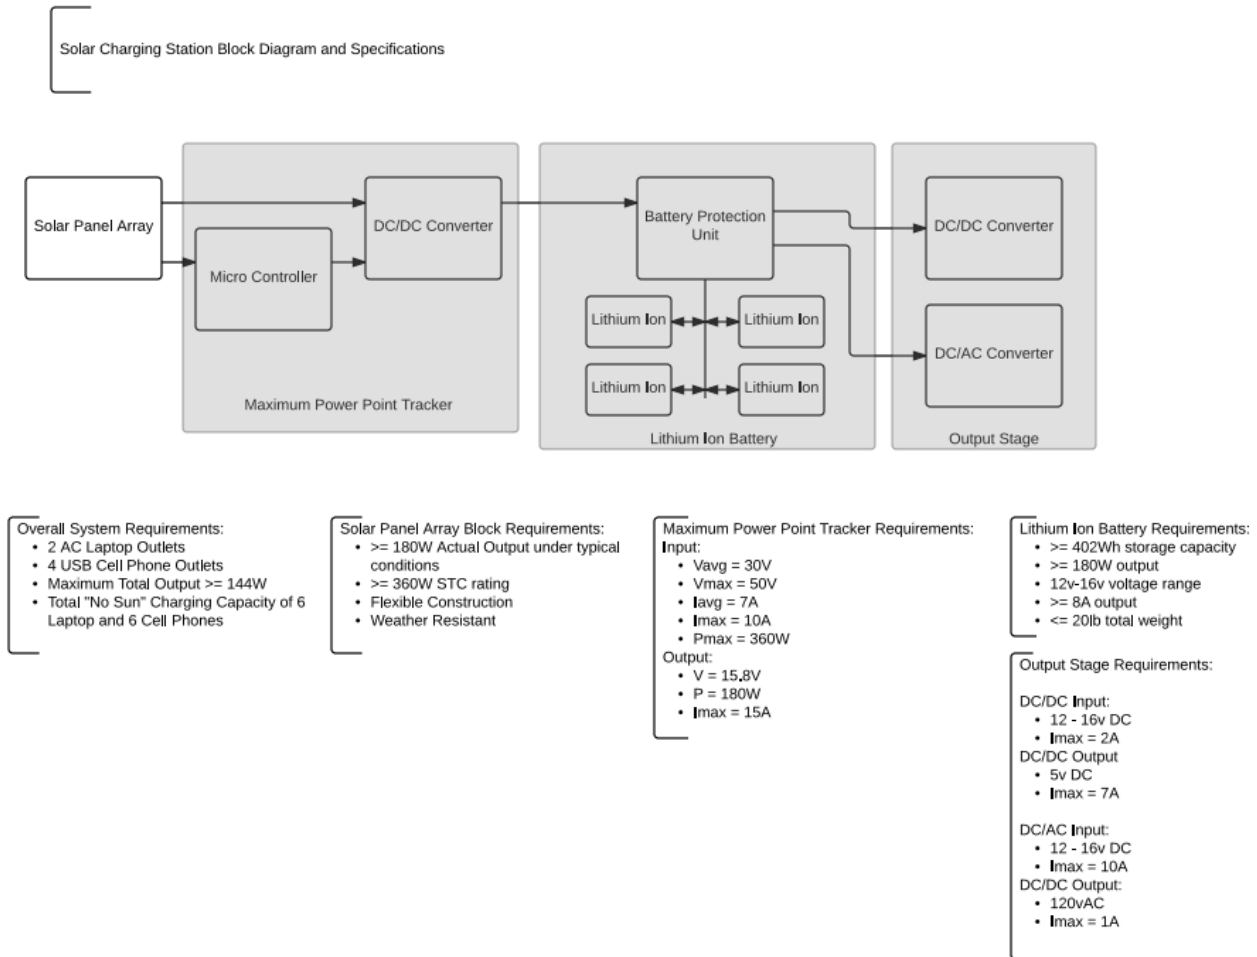 Solar Charging Station Block Diagram and Specifications
Solar Panel Array
Micro Controller
DC/DC Converter
Maximum Power Point Tracker
Battery Protection
Unit
Lithium Ion
Lithium Ion
Lithium Ion
Lithium Ion
Lithium Ion Battery
DC/DC Converter
DC/AC Converter
Output Stage
Overall System Requirements:
• 2 AC Laptop Outlets
• 4 USB Cell Phone Outlets
• Maximum Total Output >= 144W
• Total "No Sun" Charging Capacity of 6
Laptop and 6 Cell Phones
Solar Panel Array Block Requirements:
• >= 180W Actual Output under typical
conditions
• >= 360W STC rating
• Flexible Construction
• Weather Resistant
Maximum Power Point Tracker Requirements:
Input:
• Vavg = 30V
• Vmax = 50V
• Iavg = 7A
• Imax = 10A
• Pmax = 360W
Output:
• V = 15.8V
• P = 180W
• Imax = 15A
Lithium Ion Battery Requirements:
• >= 402Wh storage capacity
• >= 180W output
• 12v-16v voltage range
• >= 8A output
• <= 20lb total weight
Output Stage Requirements:
DC/DC Input:
• 12 - 16v DC
• Imax = 2A
DC/DC Output
• 5v DC
• Imax = 7A
DC/AC Input:
• 12 - 16v DC
• Imax = 10A
DC/DC Output:
• 120vAC
• Imax = 1A